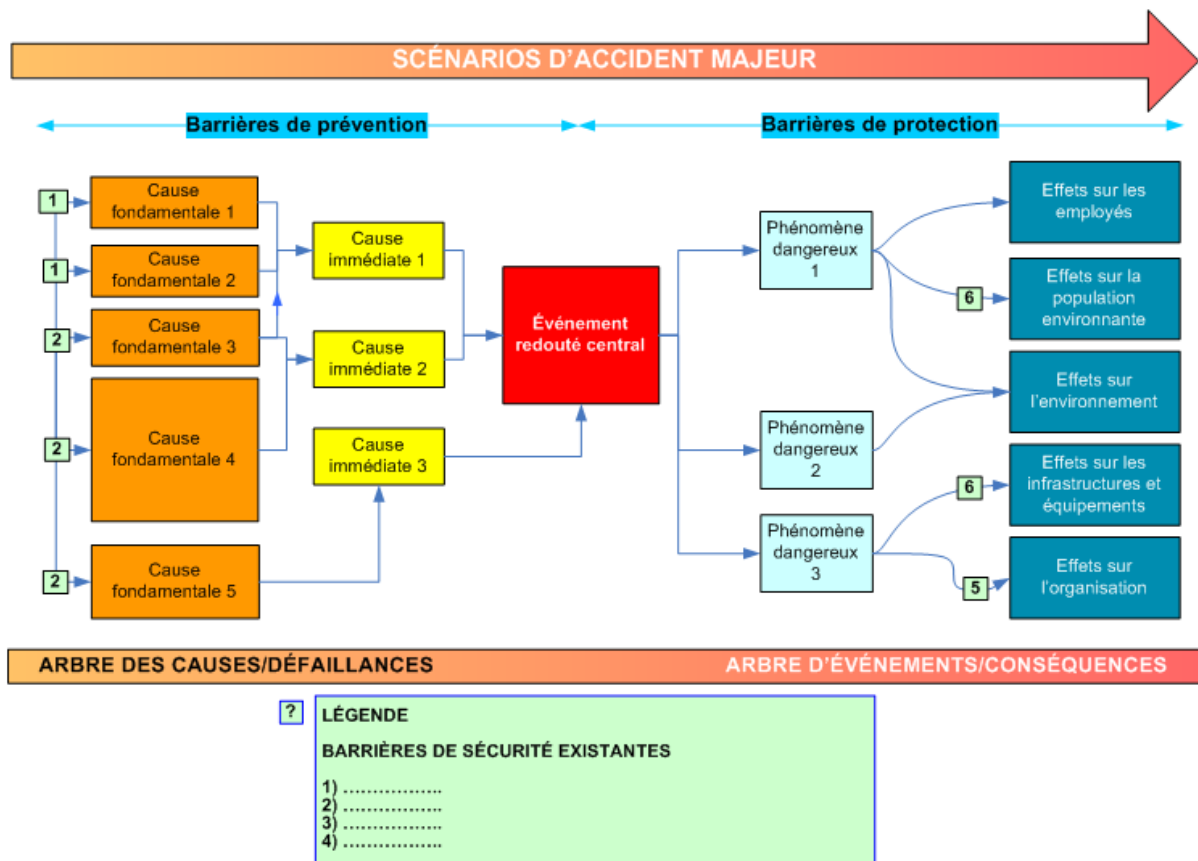 SCÉNARIOS D'ACCIDENT MAJEUR
Barrières de prévention
Barrières de protection
1
Cause
fondamentale 1
1
Cause
fondamentale 2
2
Cause
fondamentale 3
2
Cause
fondamentale 4
2
Cause
fondamentale 5
Cause
immédiate 1
Cause
immédiate 2
Cause
immédiate 3
Événement
redouté central
Phénomène
dangereux
1
Phénomène
dangereux
2
Phénomène
dangereux
3
Effets sur les
employés
6
Effets sur la
population
environnante
Effets sur
l'environnement
6
Effets sur les
infrastructures et
équipements
5
Effets sur
l'organisation
ARBRE DES CAUSES/DÉFAILLANCES
ARBRE D'ÉVÉNEMENTS/CONSÉQUENCES
?
LÉGENDE
BARRIÈRES DE SÉCURITÉ EXISTANTES
1) ……………..
2) ……………..
3) ……………..
4) ……………..